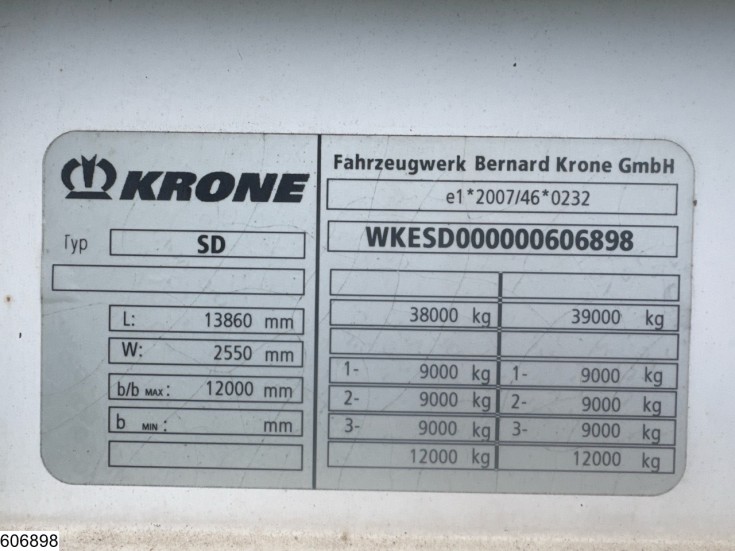 KRONE
Typ SD
L: 13860 mm
W: 2550 mm
b/b MAX: 12000 mm
b MIN: mm
Fahrzeugwerk Bernard Krone GmbH
e1*2007/46*0232
WKESD000000606898
38000 kg 39000 kg
1- 9000 kg 1- 9000 kg
2- 9000 kg 2- 9000 kg
3- 9000 kg 3- 9000 kg
12000 kg 12000 kg
606898